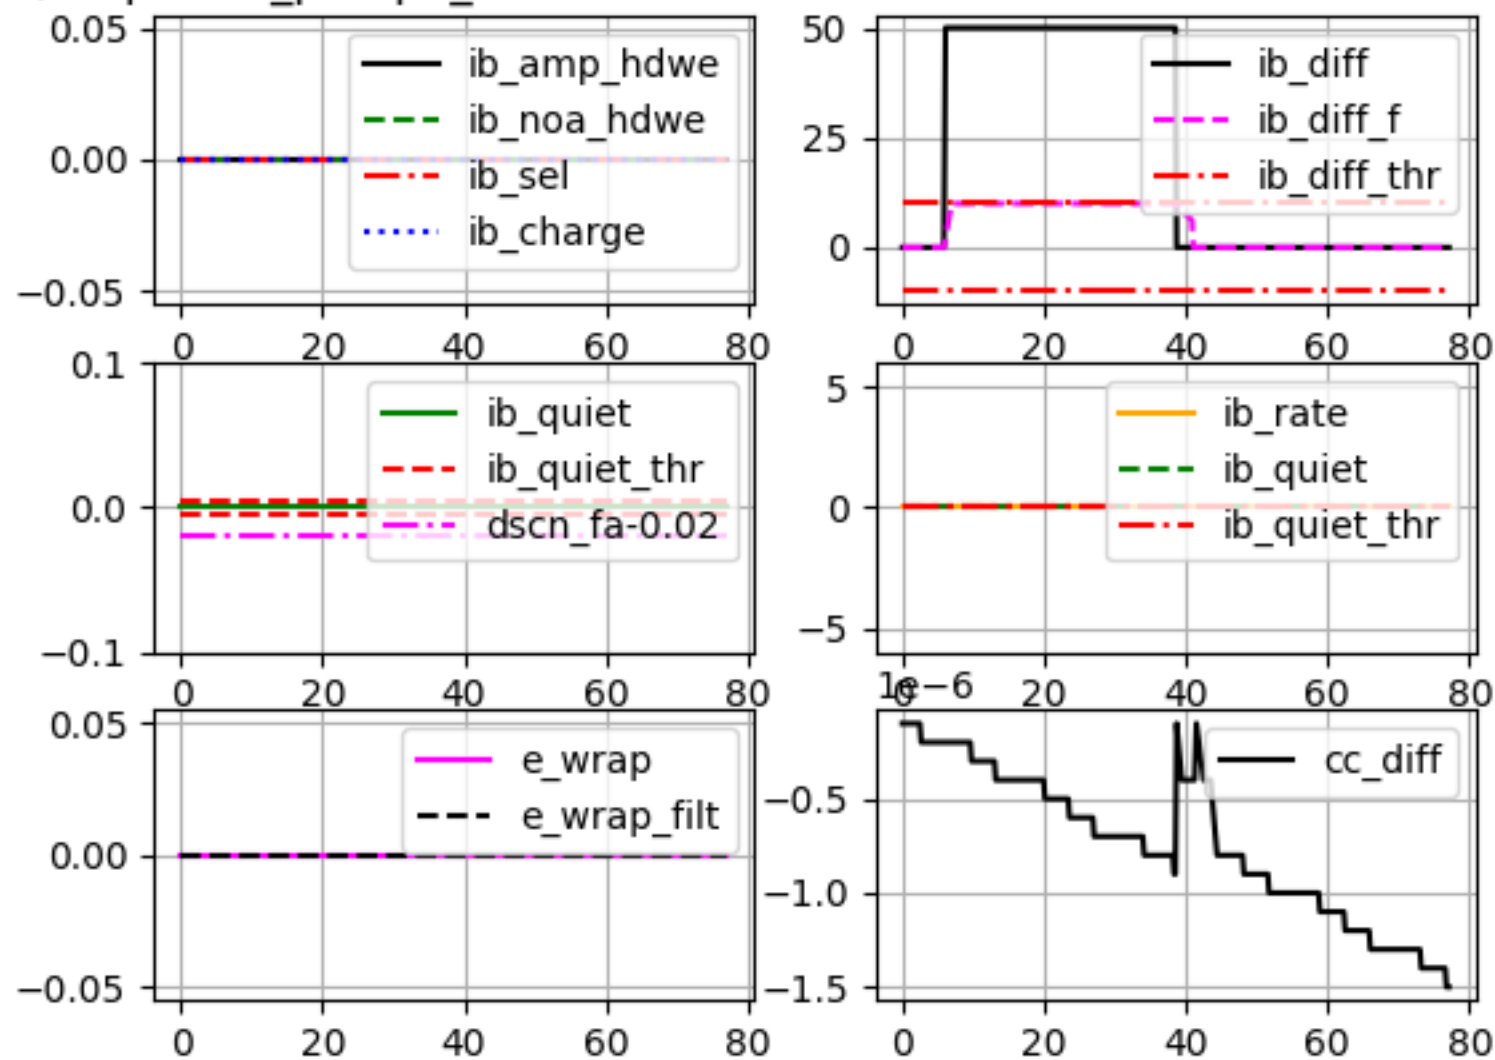 0.05
0.00
−0.05
ib_amp_hdwe
ib_noa_hdwe
ib_sel
ib_charge
0 20 40 60 80
50
25
0
ib_diff
ib_diff_f
ib_diff_thr
0 20 40 60 80
0.1
0.0
−0.1
ib_quiet
ib_quiet_thr
dscn_fa-0.02
0 20 40 60 80
5
0
−5
ib_rate
ib_quiet
ib_quiet_thr
0 20 40 60 80
0.05
0.00
−0.05
e_wrap
e_wrap_filt
0 20 40 60 80
1e−6
−0.5
−1.0
−1.5
cc_diff
0 20 40 60 80